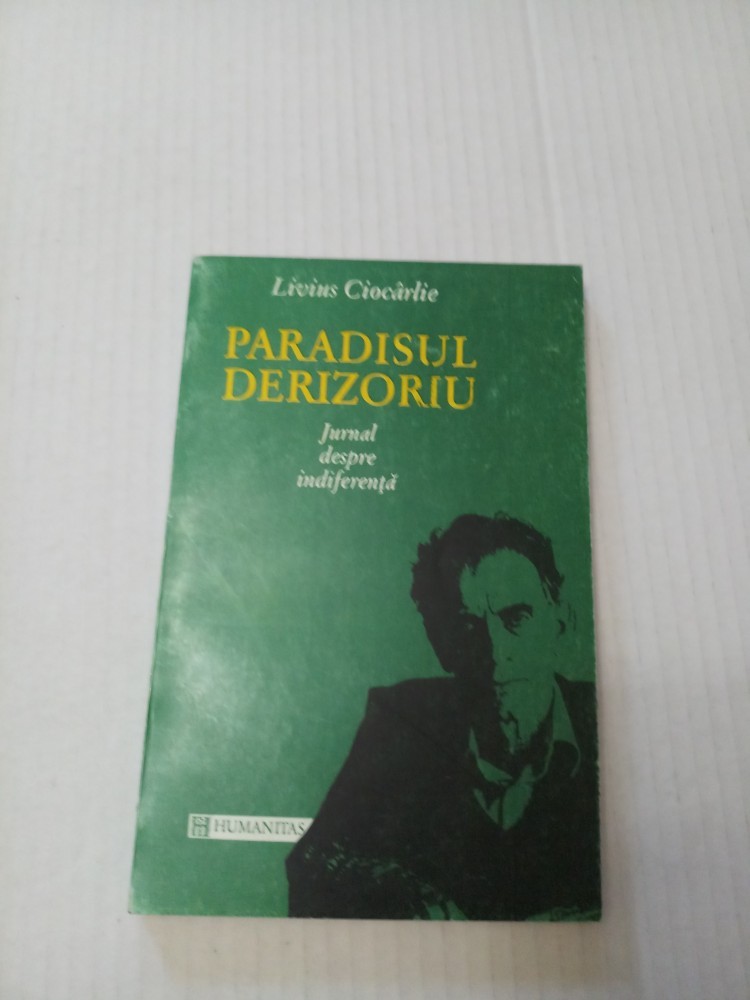 Livius Ciocârlie
PARADISUL
DERIZORIU
Jurnal
despre
indiferență
HUMANITAS